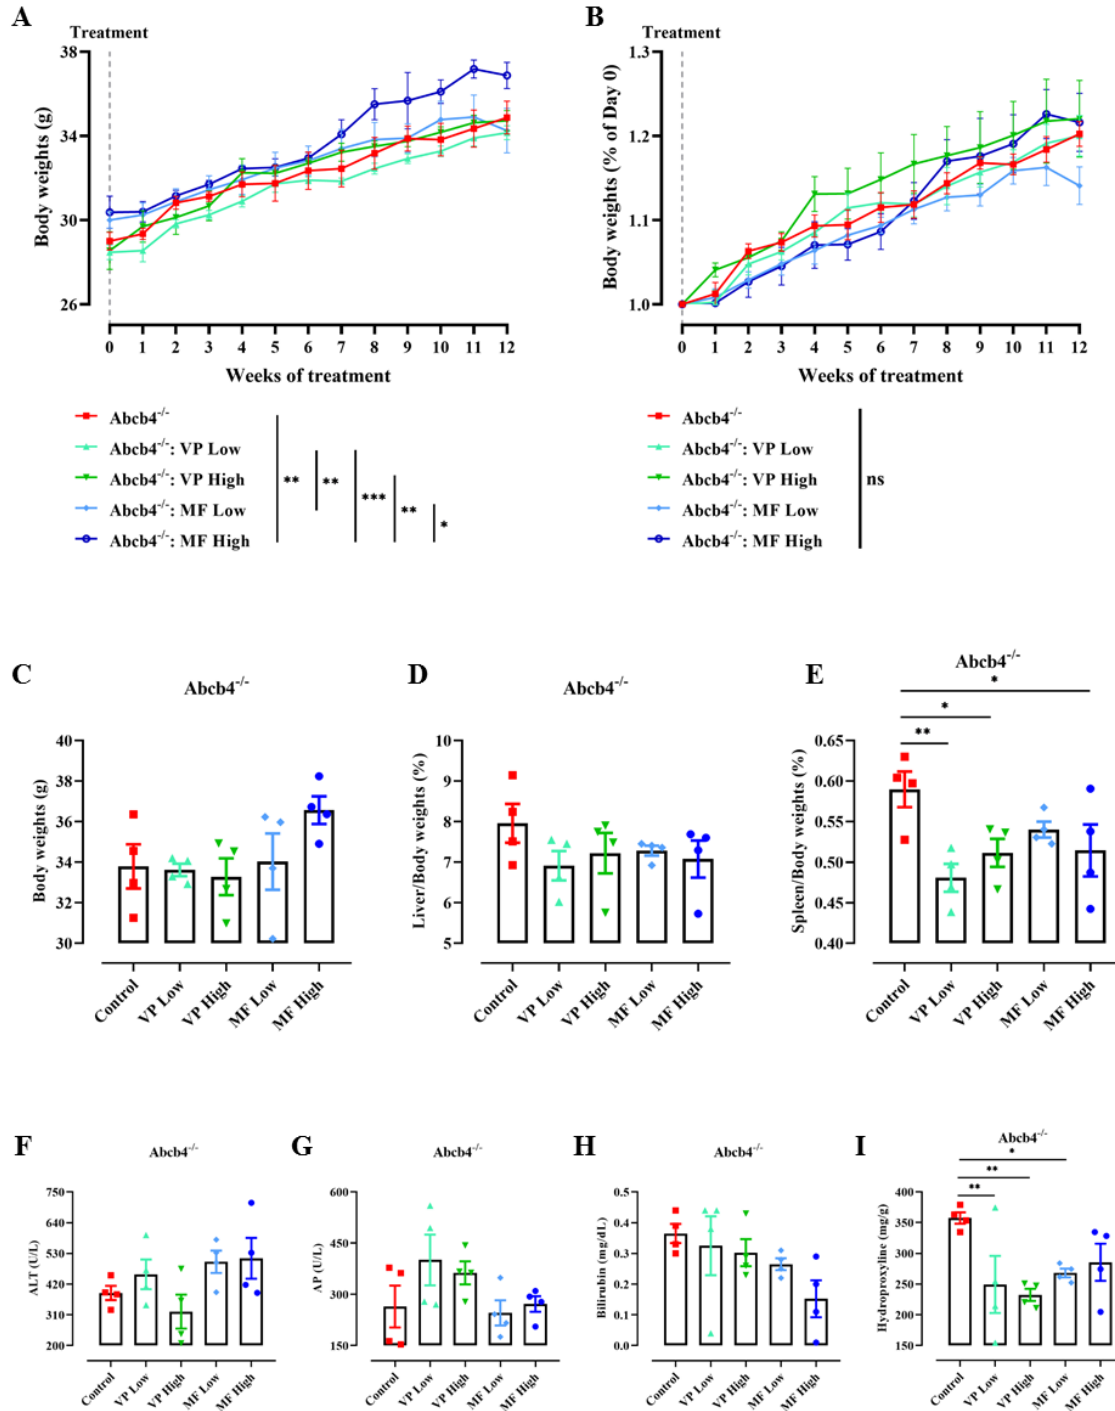 A
Treatment
Body weights (g)
38
34
30
26
0 1 2 3 4 5 6 7 8 9 10 11 12
Weeks of treatment
Abcb4-/-
Abcb4-/-: VP Low
Abcb4-/-: VP High
Abcb4-/-: MF Low
Abcb4-/-: MF High
**
**
***
**
*
B
Treatment
Body weights (% of Day 0)
1.3
1.2
1.1
1.0
0 1 2 3 4 5 6 7 8 9 10 11 12
Weeks of treatment
Abcb4-/-
Abcb4-/-: VP Low
Abcb4-/-: VP High
Abcb4-/-: MF Low
Abcb4-/-: MF High
ns
C
Abcb4-/-
Body weights (g)
40
38
36
34
32
30
Control
VP Low
VP High
MF Low
MF High
D
Abcb4-/-
Liver/Body weights (%)
10
9
8
7
6
5
Control
VP Low
VP High
MF Low
MF High
E
Abcb4-/-
*
*
**
Spleen/Body weights (%)
0.65
0.60
0.55
0.50
0.45
0.40
Control
VP Low
VP High
MF Low
MF High
F
Abcb4-/-
ALT (U/L)
750
640
530
420
310
200
Control
VP Low
VP High
MF Low
MF High
G
Abcb4-/-
AP (U/L)
600
450
300
150
Control
VP Low
VP High
MF Low
MF High
H
Abcb4-/-
Bilirubin (mg/dL)
0.5
0.4
0.3
0.2
0.1
0.0
Control
VP Low
VP High
MF Low
MF High
I
Abcb4-/-
*
**
**
Hydroproxyline (mg/g)
400
350
300
250
200
150
Control
VP Low
VP High
MF Low
MF High